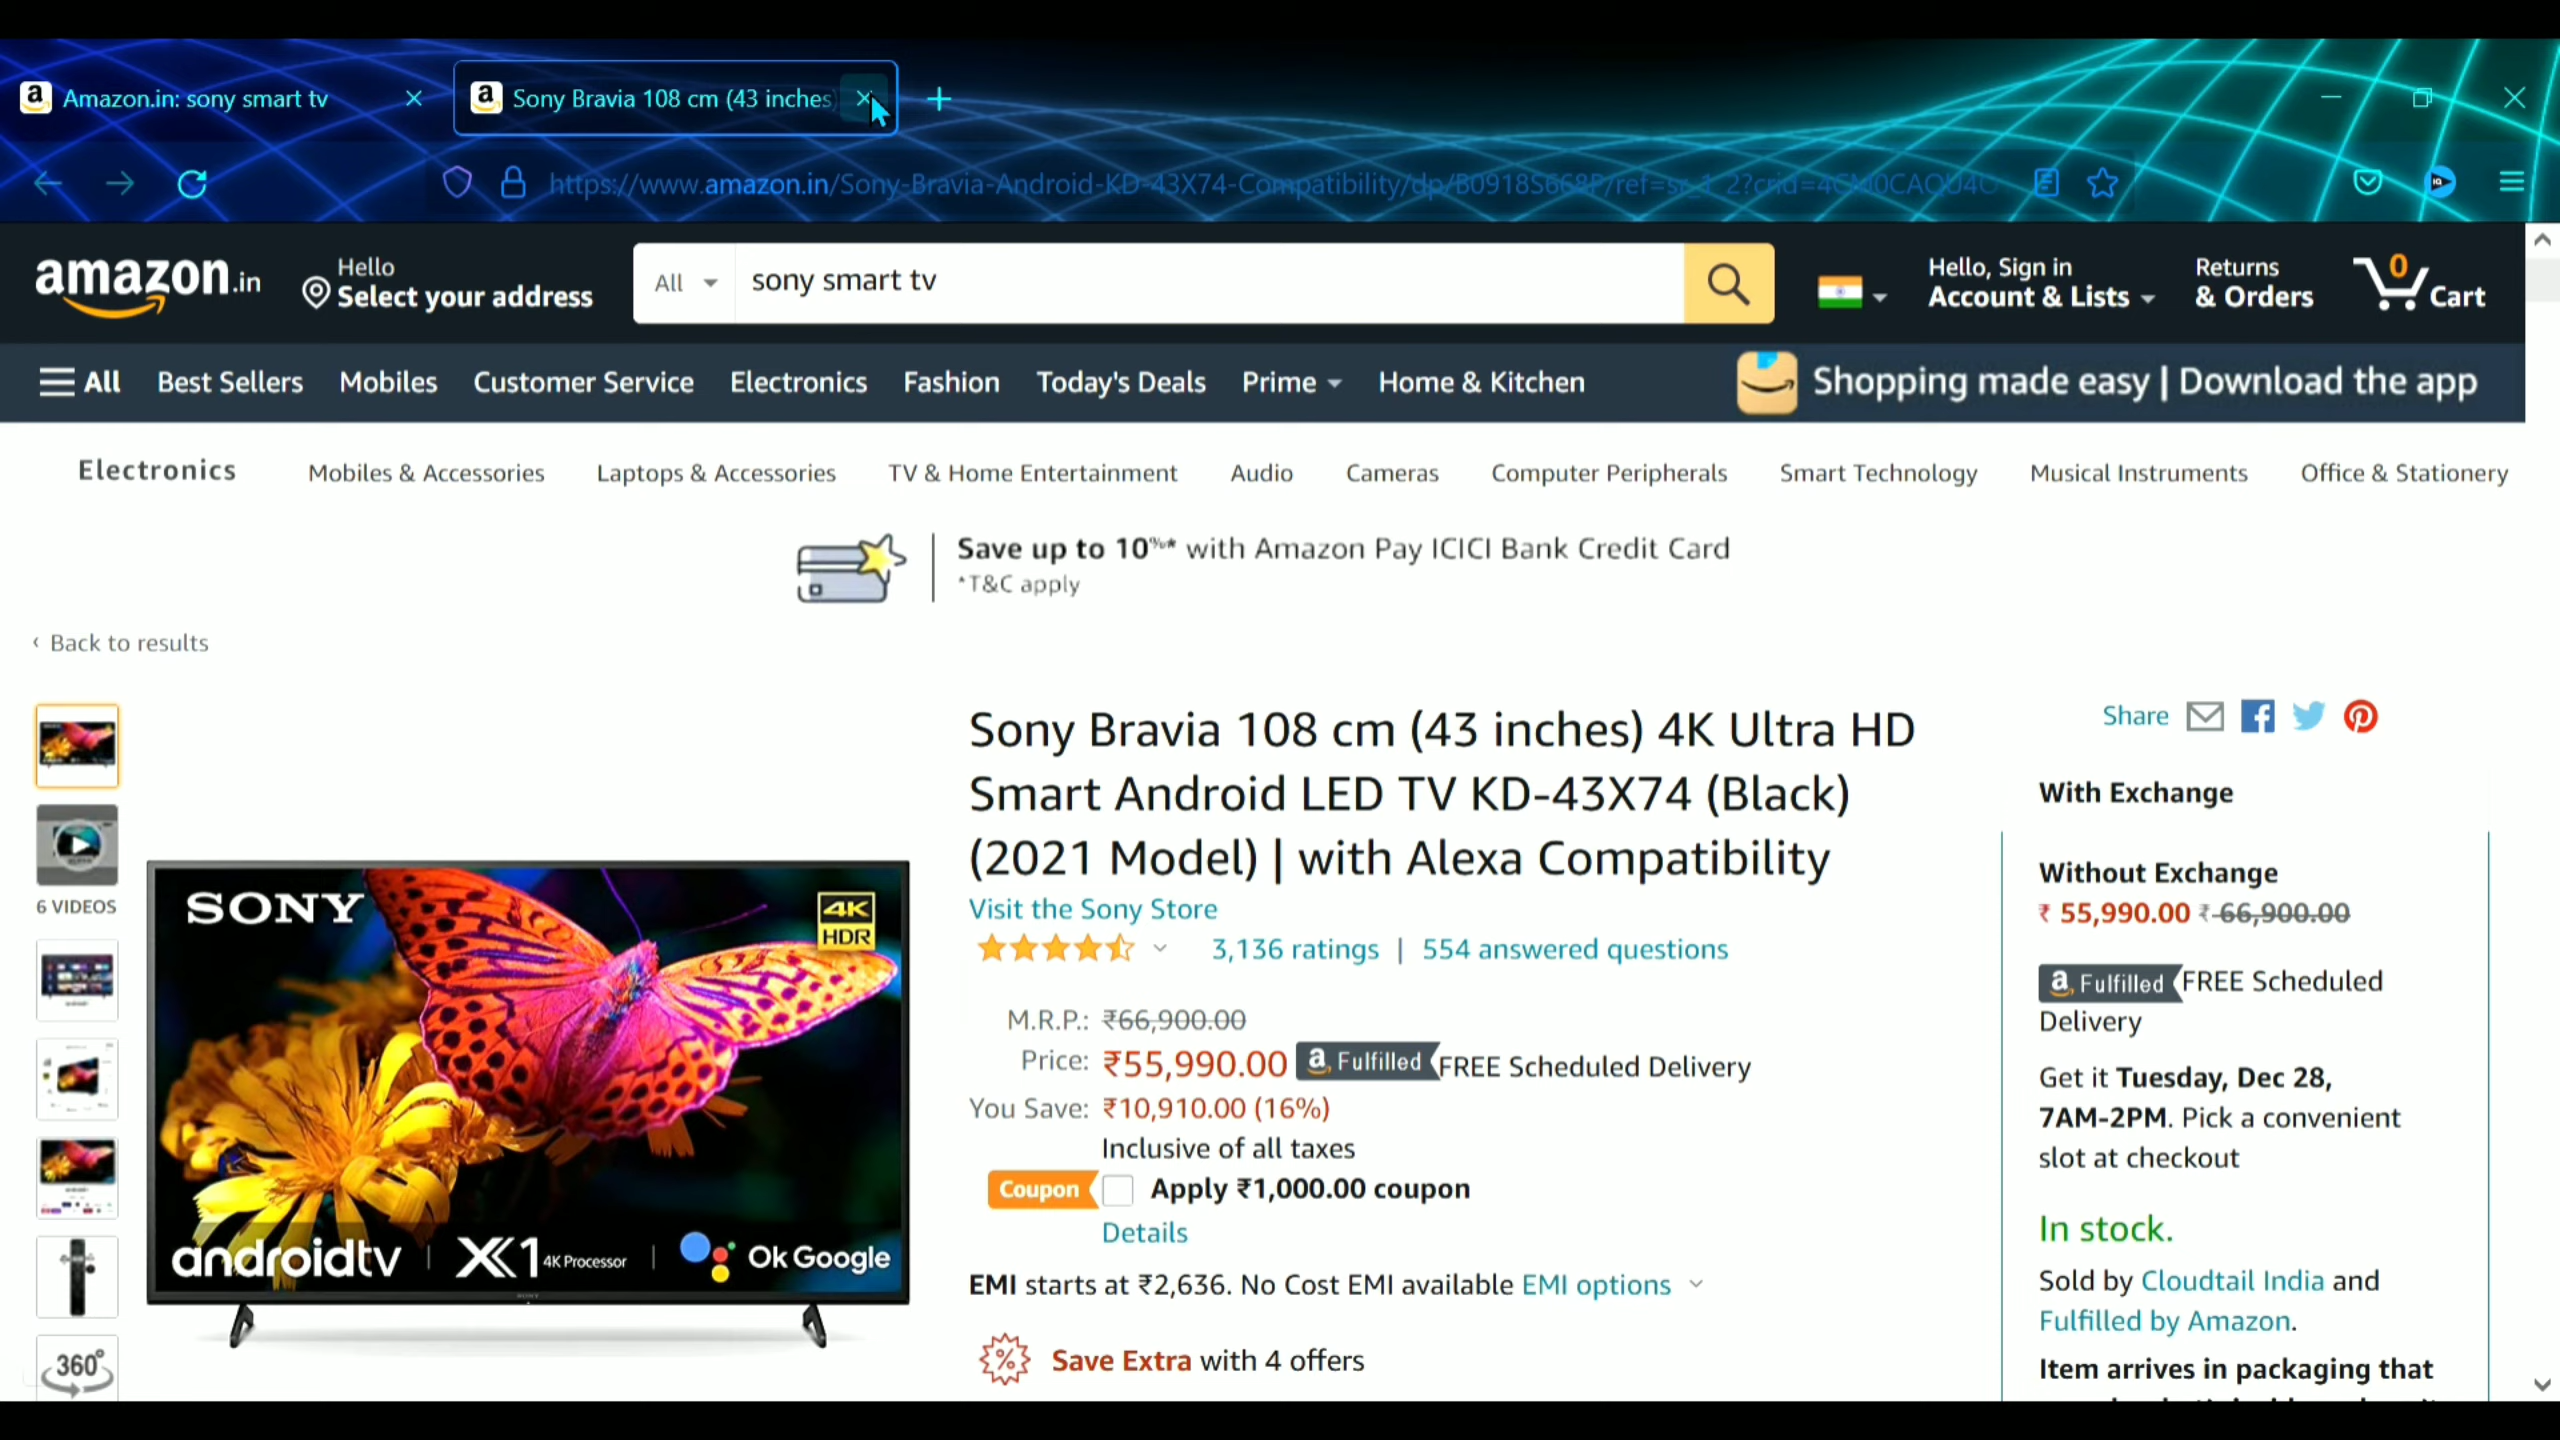 Amazon.in: sony smart tv
Sony Bravia 108 cm (43 inches)
https://www.amazon.in/Sony-Bravia-Android-KD-43X74-Compatibility/dp/B0918S668P/ref=sr_1_2?crid=4CM0CAOU4O
amazon.in
Hello
Select your address
All
sony smart tv
Hello, Sign in
Account & Lists
Returns
& Orders
0
Cart
All
Best Sellers
Mobiles
Customer Service
Electronics
Fashion
Today's Deals
Prime
Home & Kitchen
Shopping made easy | Download the app
Electronics
Mobiles & Accessories
Laptops & Accessories
TV & Home Entertainment
Audio
Cameras
Computer Peripherals
Smart Technology
Musical Instruments
Office & Stationery
Save up to 10%* with Amazon Pay ICICI Bank Credit Card
*T&C apply
‹ Back to results
6 VIDEOS
360°
SONY
4K
HDR
androidtv
X1 4K Processor
Ok Google
SONY
Sony Bravia 108 cm (43 inches) 4K Ultra HD
Smart Android LED TV KD-43X74 (Black)
(2021 Model) | with Alexa Compatibility
Visit the Sony Store
3,136 ratings | 554 answered questions
M.R.P.: ₹66,900.00
Price: ₹55,990.00 a Fulfilled FREE Scheduled Delivery
You Save: ₹10,910.00 (16%)
Inclusive of all taxes
Coupon Apply ₹1,000.00 coupon
Details
EMI starts at ₹2,636. No Cost EMI available EMI options
% Save Extra with 4 offers
Share
With Exchange
Without Exchange
₹ 55,990.00 ₹ 66,900.00
a Fulfilled FREE Scheduled
Delivery
Get it Tuesday, Dec 28,
7AM-2PM. Pick a convenient
slot at checkout
In stock.
Sold by Cloudtail India and
Fulfilled by Amazon.
Item arrives in packaging that